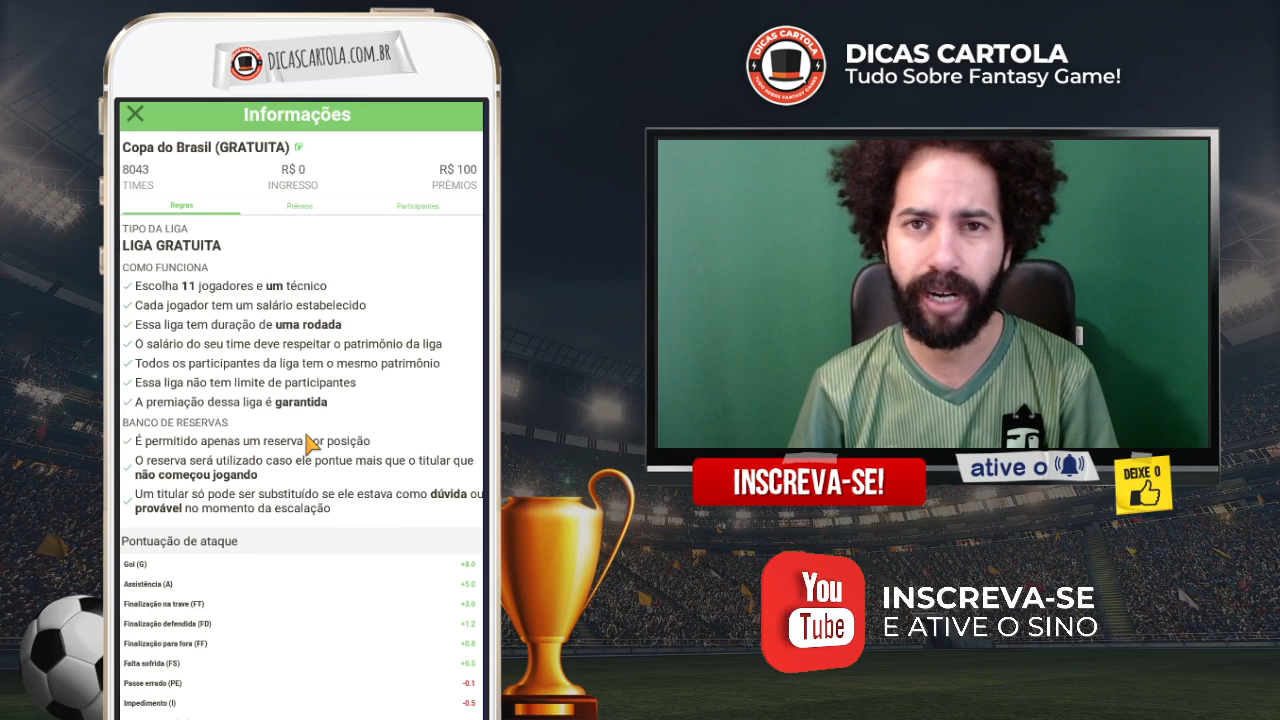 DICASCARTOLA.COM.BR
Informações
Copa do Brasil (GRATUITA)
8043 R$ 0 R$ 100
TIMES INGRESSO PRÊMIOS
Regras Prêmios Participantes
TIPO DA LIGA
LIGA GRATUITA
COMO FUNCIONA
Escolha 11 jogadores e um técnico
Cada jogador tem um salário estabelecido
Essa liga tem duração de uma rodada
O salário do seu time deve respeitar o patrimônio da liga
Todos os participantes da liga tem o mesmo patrimônio
Essa liga não tem limite de participantes
A premiação dessa liga é garantida
BANCO DE RESERVAS
É permitido apenas um reserva por posição
O reserva será utilizado caso ele pontue mais que o titular que
não começou jogando
Um titular só pode ser substituído se ele estava como dúvida ou
provável no momento da escalação
Pontuação de ataque
Gol (G) +8.0
Assistência (A) +5.0
Finalização na trave (FT) +3.0
Finalização defendida (FD) +1.2
Finalização para fora (FF) +0.8
Falta sofrida (FS) +0.5
Passe errado (PE) -0.1
Impedimento (I) -0.5
DICAS CARTOLA
TUDO SOBRE FANTASY GAMES
DICAS CARTOLA
Tudo Sobre Fantasy Game!
INSCREVA-SE!
ative o
DEIXE O
You
Tube
INSCREVA-SE
E ATIVE O SINO